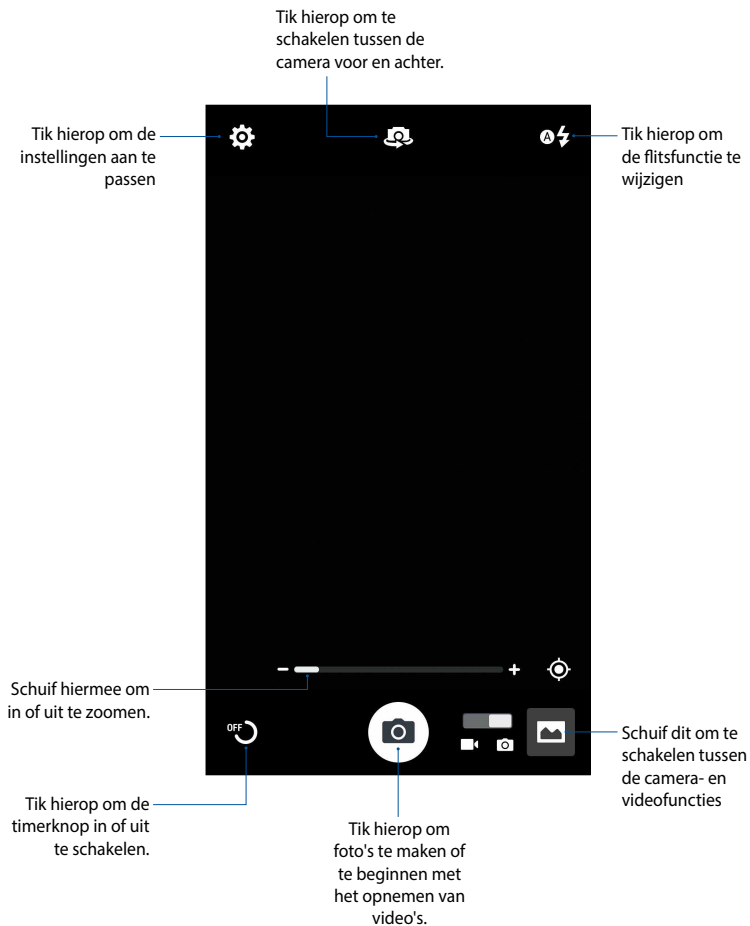 Tik hierop om te
schakelen tussen de
camera voor en achter.
Tik hierop om de
instellingen aan te
passen
Tik hierop om
de flitsfunctie te
wijzigen
A
Schuif hiermee om
in of uit te zoomen.
OFF
Schuif dit om te
schakelen tussen
de camera- en
videofuncties
Tik hierop om de
timerknop in of uit
te schakelen.
Tik hierop om
foto's te maken of
te beginnen met
het opnemen van
video's.